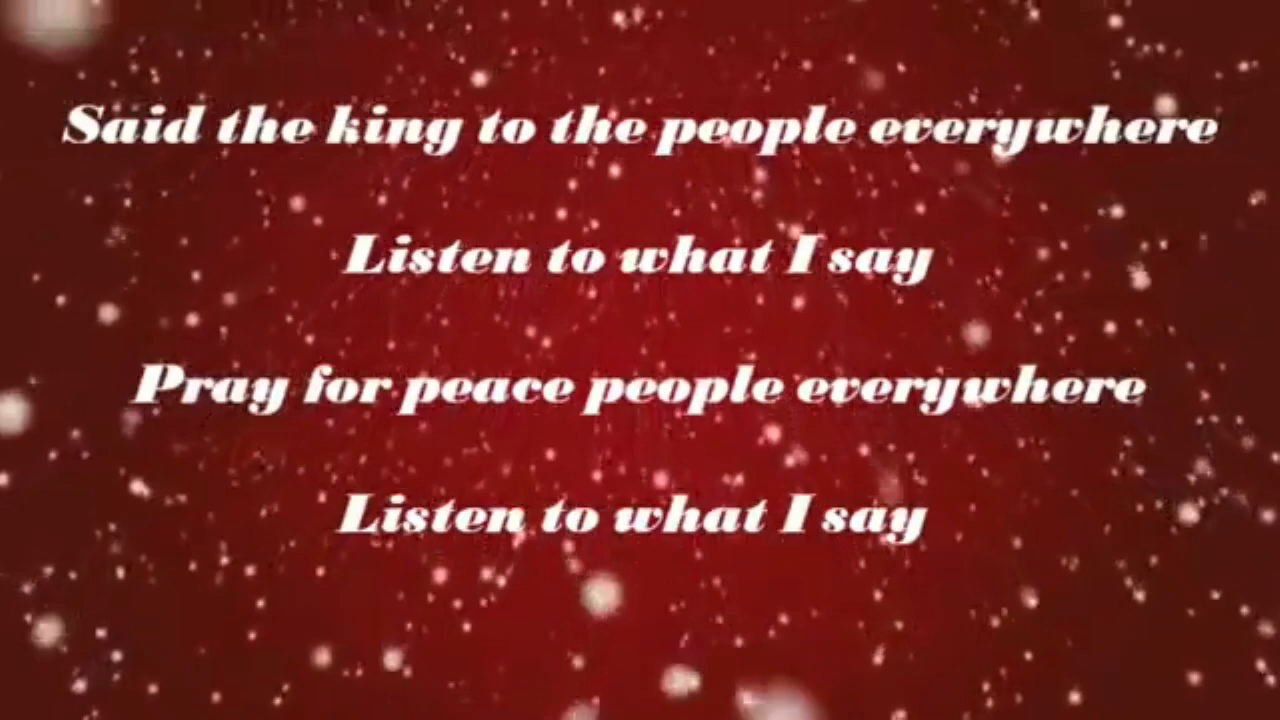 Said the king to the people everywhere
Listen to what I say
Pray for peace people everywhere
Listen to what I say